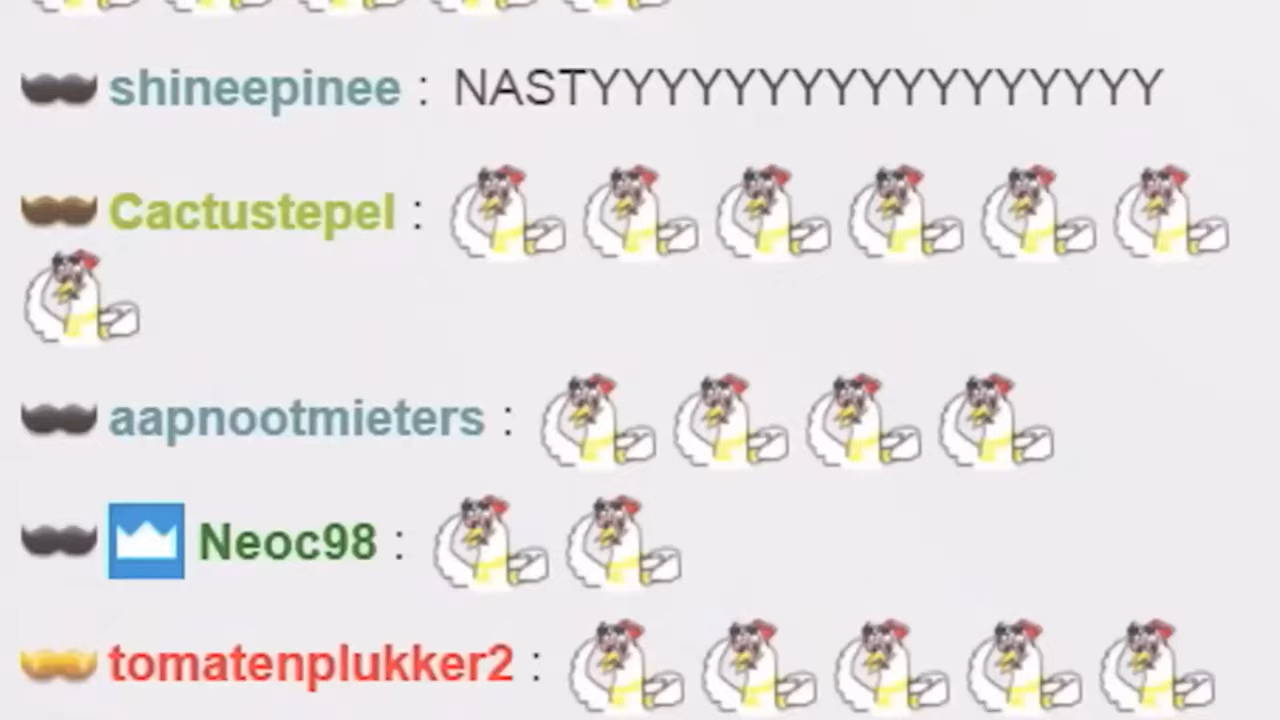 shineepinee : NASTYYYYYYYYYYYYYYYYY
Cactustepel :
aapnootmieters :
Neoc98 :
tomatenplukker2 :